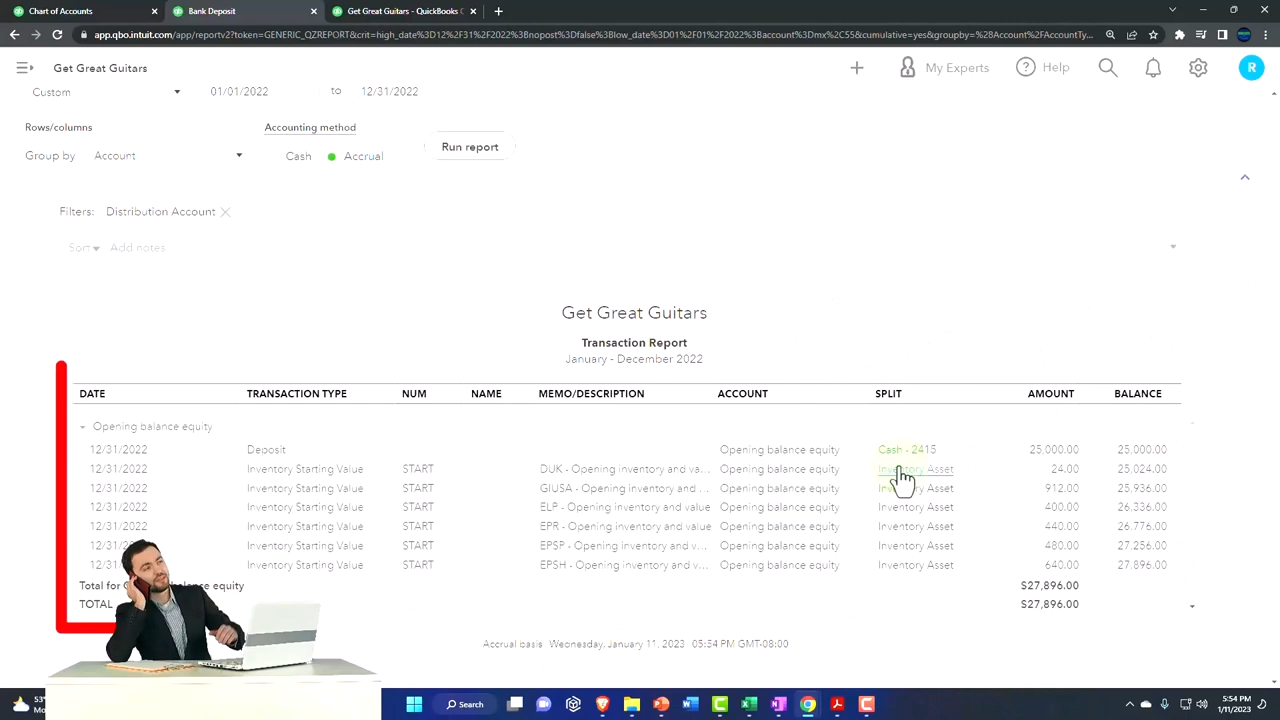 Chart of Accounts Bank Deposit Get Great Guitars - QuickBooks
app.qbo.intuit.com/app/reportv2?token=GENERIC_QZREPORT&crit=high_date%3D12%2F31%2F2022%3Bnopost%3Dfalse%3Blow_date%3D01%2F01%2F2022%3Baccount%3Dmx%2C55&cumulative=yes&groupby=%28Account%2CAccountTy...
Get Great Guitars My Experts Help R
Custom 01/01/2022 to 12/31/2022
Rows/columns Accounting method
Group by Account Cash Accrual Run report
Filters: Distribution Account
Sort Add notes
Get Great Guitars
Transaction Report
January - December 2022
DATE TRANSACTION TYPE NUM NAME MEMO/DESCRIPTION ACCOUNT SPLIT AMOUNT BALANCE
Opening balance equity
12/31/2022 Deposit Opening balance equity Cash - 2415 25,000.00 25,000.00
12/31/2022 Inventory Starting Value START DUK - Opening inventory and va... Opening balance equity Inventory Asset 24.00 25,024.00
12/31/2022 Inventory Starting Value START GIUSA - Opening inventory and ... Opening balance equity Inventory Asset 912.00 25,936.00
12/31/2022 Inventory Starting Value START ELP - Opening inventory and value Opening balance equity Inventory Asset 400.00 26,336.00
12/31/2022 Inventory Starting Value START EPR - Opening inventory and value Opening balance equity Inventory Asset 440.00 26,776.00
12/31/2022 Inventory Starting Value START EPSP - Opening inventory and v... Opening balance equity Inventory Asset 480.00 27,256.00
12/31/2022 Inventory Starting Value START EPSH - Opening inventory and v... Opening balance equity Inventory Asset 640.00 27,896.00
Total for balance equity $27,896.00
TOTAL $27,896.00
Accrual basis Wednesday, January 11, 2023 05:54 PM GMT-08:00
Search 5:54 PM
1/11/2023